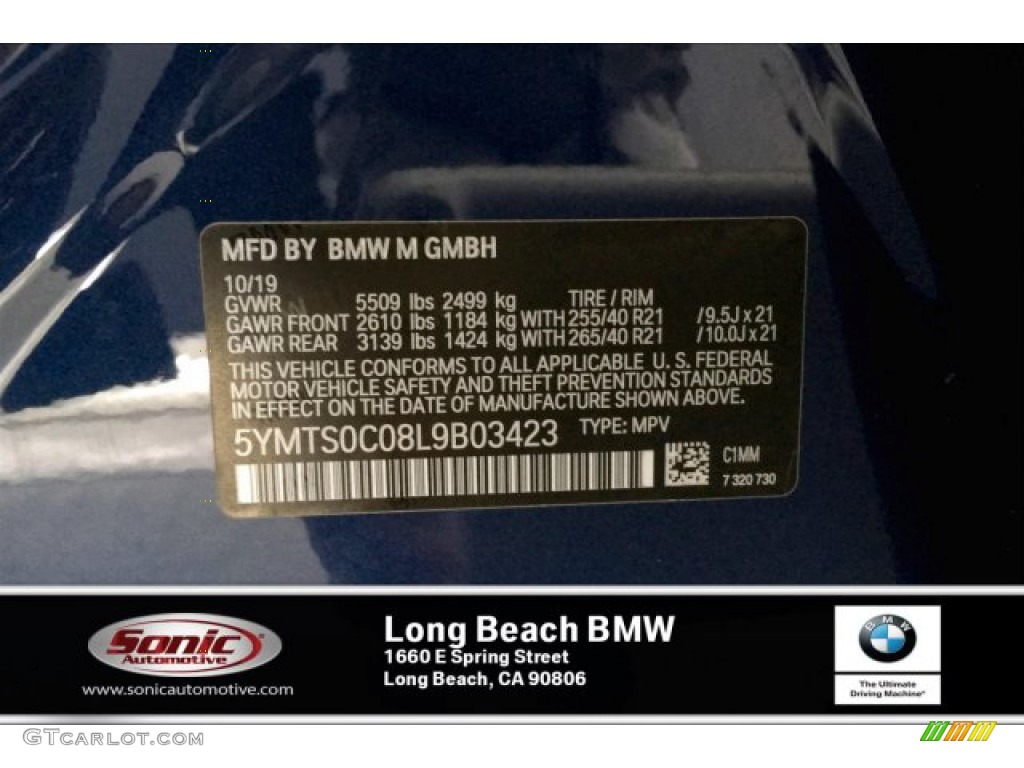 MFD BY BMW M GMBH
10/19
GVWR 5509 lbs 2499 kg TIRE / RIM
GAWR FRONT 2610 lbs 1184 kg WITH 255/40 R21 / 9.5J x 21
GAWR REAR 3139 lbs 1424 kg WITH 265/40 R21 / 10.0J x 21
THIS VEHICLE CONFORMS TO ALL APPLICABLE U.S. FEDERAL
MOTOR VEHICLE SAFETY AND THEFT PREVENTION STANDARDS
IN EFFECT ON THE DATE OF MANUFACTURE SHOWN ABOVE.
5YMTS0C08L9B03423 TYPE: MPV
C1MM
7 320 730
Sonic
Automotive
www.sonicautomotive.com
Long Beach BMW
1660 E Spring Street
Long Beach, CA 90806
BMW
The Ultimate
Driving Machine®
GTcarlot.com